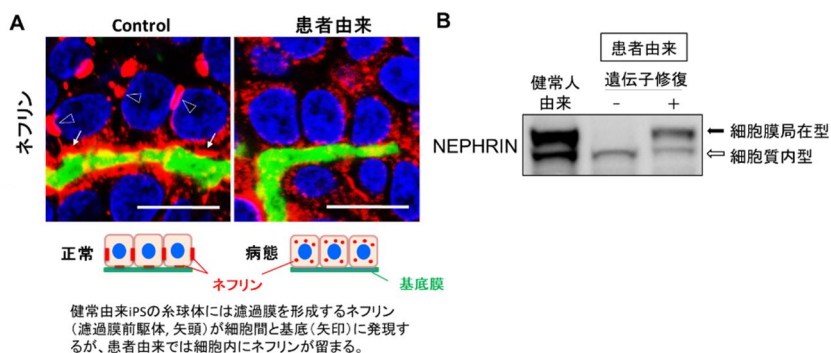 A
Control
患者由来
ネフリン
正常
病態
ネフリン
基底膜
健常由来iPSの糸球体には濾過膜を形成するネフリン
(濾過膜前駆体, 矢頭)が細胞間と基底(矢印)に発現す
るが、患者由来では細胞内にネフリンが留まる。
B
患者由来
健常人
由来
遺伝子修復
- +
NEPHRIN
細胞膜局在型
細胞質内型